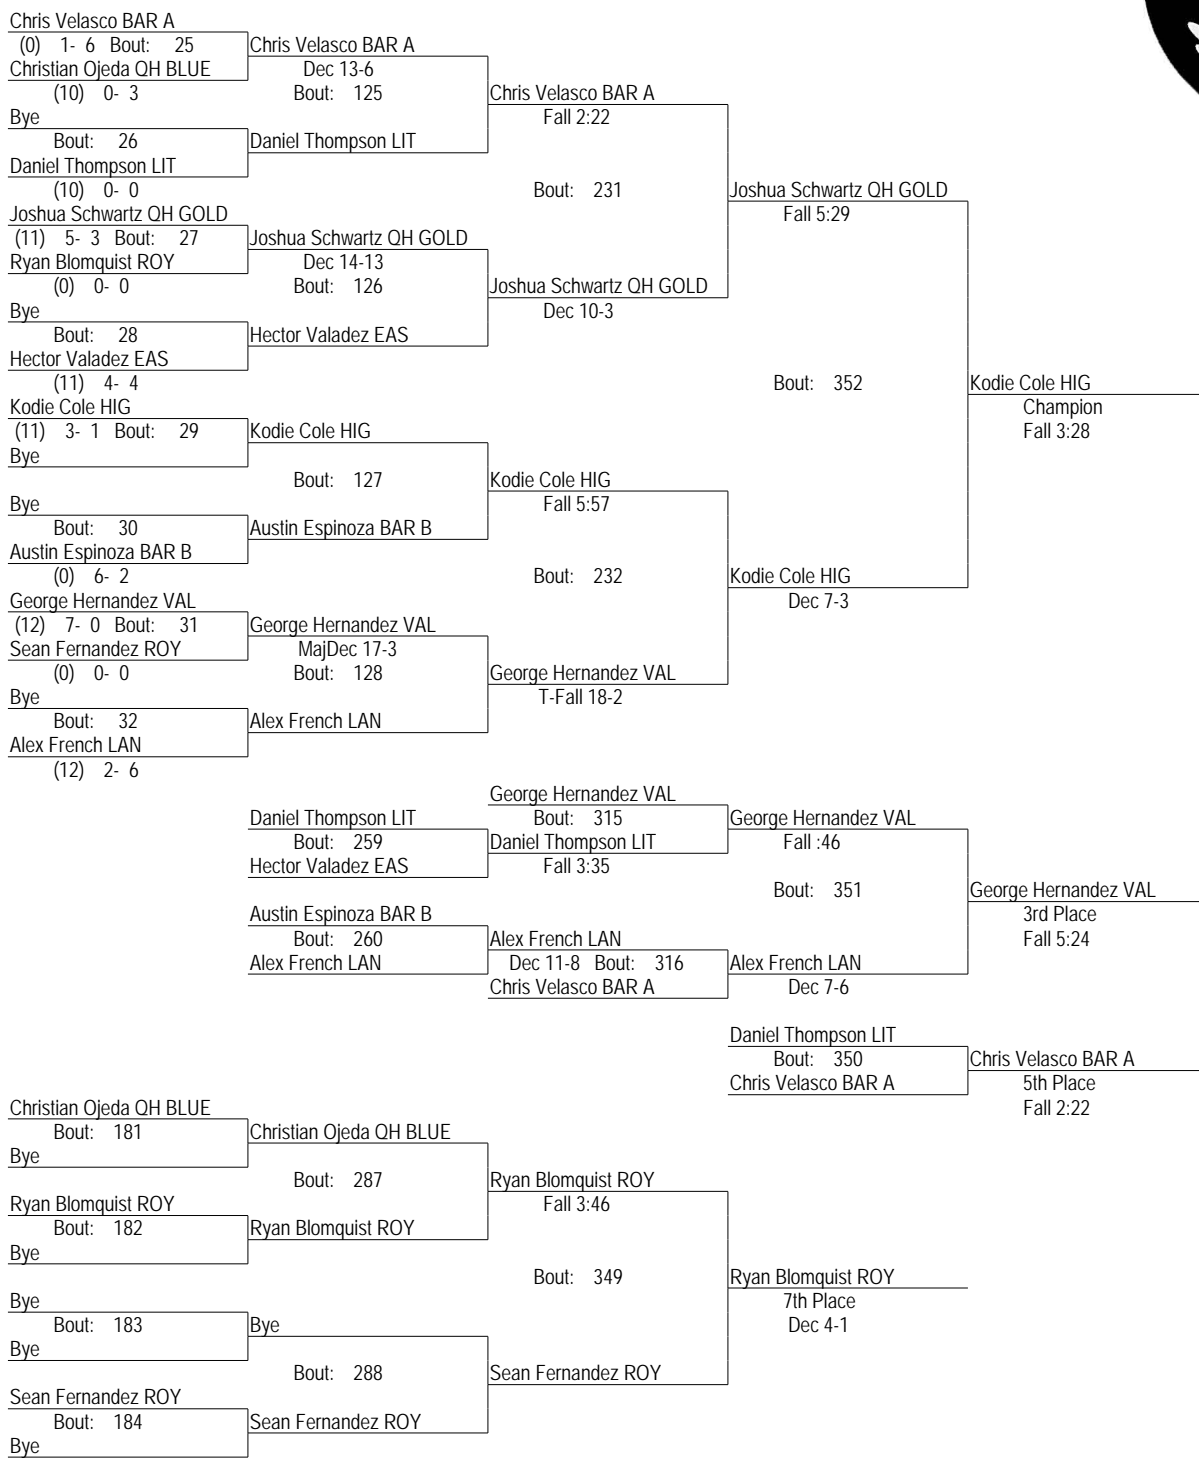 Chris Velasco BAR A
(0) 1- 6 Bout: 25 Chris Velasco BAR A
Christian Ojeda QH BLUE Dec 13-6
(10) 0- 3 Bout: 125 Chris Velasco BAR A
Bye Fall 2:22
Bout: 26 Daniel Thompson LIT
Daniel Thompson LIT
(10) 0- 0 Bout: 231 Joshua Schwartz QH GOLD
Joshua Schwartz QH GOLD Fall 5:29
(11) 5- 3 Bout: 27 Joshua Schwartz QH GOLD
Ryan Blomquist ROY Dec 14-13
(0) 0- 0 Bout: 126 Joshua Schwartz QH GOLD
Bye Dec 10-3
Bout: 28 Hector Valadez EAS
Hector Valadez EAS
(11) 4- 4 Bout: 352 Kodie Cole HIG
Kodie Cole HIG Champion
(11) 3- 1 Bout: 29 Kodie Cole HIG Fall 3:28
Bye
Bout: 127 Kodie Cole HIG
Bye Fall 5:57
Bout: 30 Austin Espinoza BAR B
Austin Espinoza BAR B
(0) 6- 2 Bout: 232 Kodie Cole HIG
George Hernandez VAL Dec 7-3
(12) 7- 0 Bout: 31 George Hernandez VAL
Sean Fernandez ROY MajDec 17-3
(0) 0- 0 Bout: 128 George Hernandez VAL
Bye T-Fall 18-2
Bout: 32 Alex French LAN
Alex French LAN
(12) 2- 6
George Hernandez VAL
Daniel Thompson LIT Bout: 315 George Hernandez VAL
Bout: 259 Daniel Thompson LIT Fall :46
Hector Valadez EAS Fall 3:35
Bout: 351 George Hernandez VAL
Austin Espinoza BAR B 3rd Place
Bout: 260 Alex French LAN Fall 5:24
Alex French LAN Dec 11-8 Bout: 316 Alex French LAN
Chris Velasco BAR A Dec 7-6
Daniel Thompson LIT
Bout: 350 Chris Velasco BAR A
Chris Velasco BAR A 5th Place
Christian Ojeda QH BLUE Fall 2:22
Bout: 181 Christian Ojeda QH BLUE
Bye
Bout: 287 Ryan Blomquist ROY
Ryan Blomquist ROY Fall 3:46
Bout: 182 Ryan Blomquist ROY
Bye
Bout: 349 Ryan Blomquist ROY
Bye 7th Place
Bout: 183 Bye Dec 4-1
Bye
Bout: 288 Sean Fernandez ROY
Sean Fernandez ROY
Bout: 184 Sean Fernandez ROY
Bye